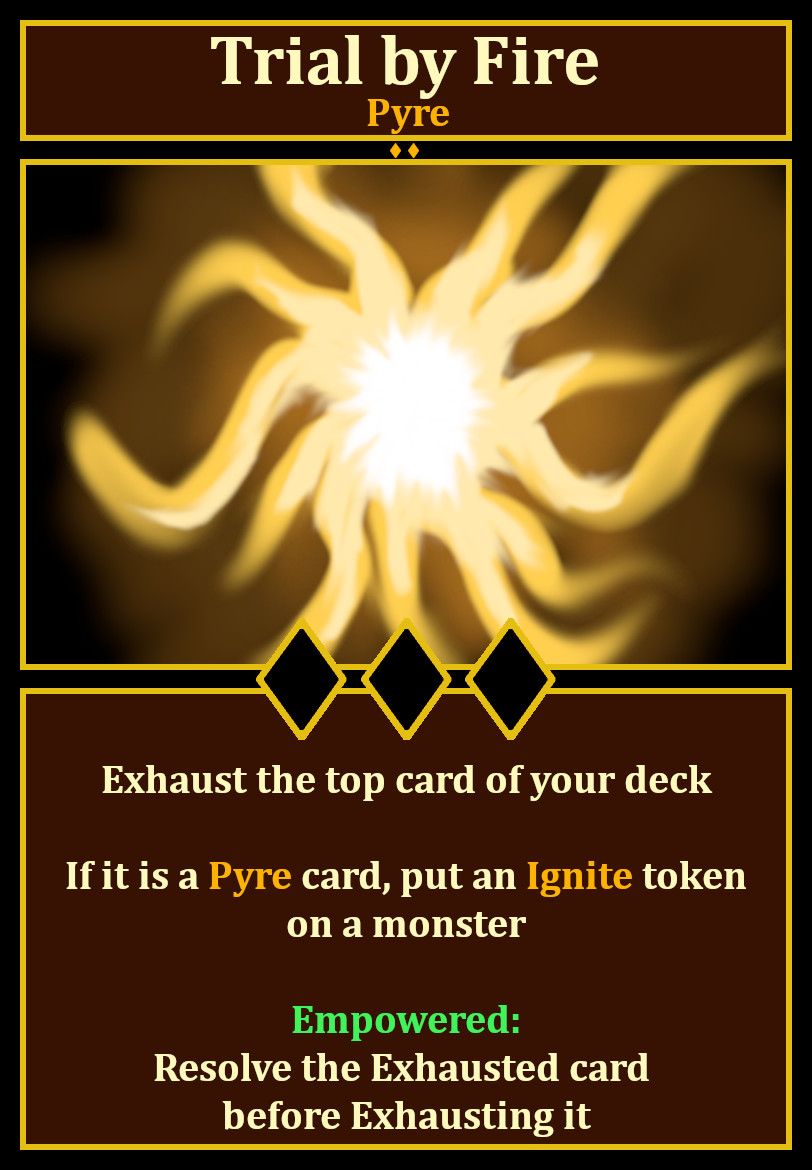 Trial by Fire
Pyre
Exhaust the top card of your deck
If it is a Pyre card, put an Ignite token
on a monster
Empowered:
Resolve the Exhausted card
before Exhausting it